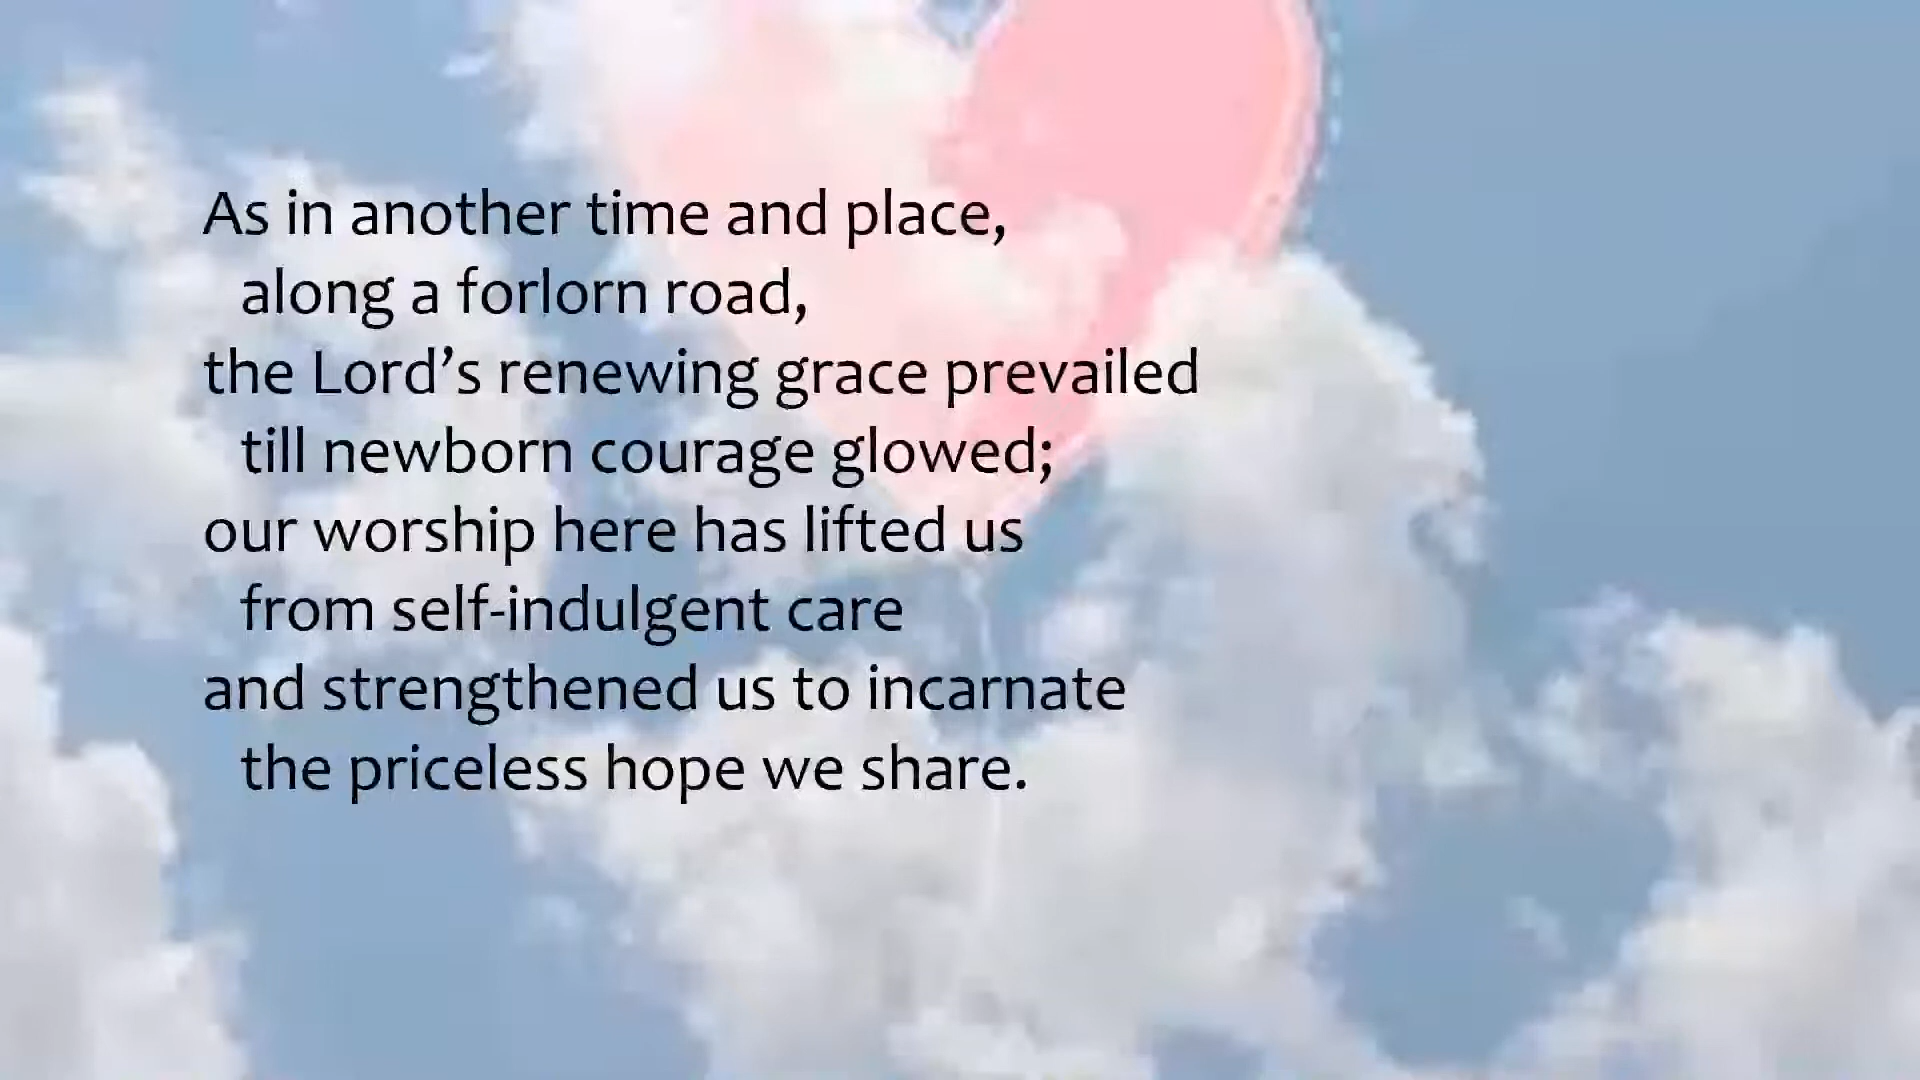 As in another time and place,
along a forlorn road,
the Lord’s renewing grace prevailed
till newborn courage glowed;
our worship here has lifted us
from self-indulgent care
and strengthened us to incarnate
the priceless hope we share.